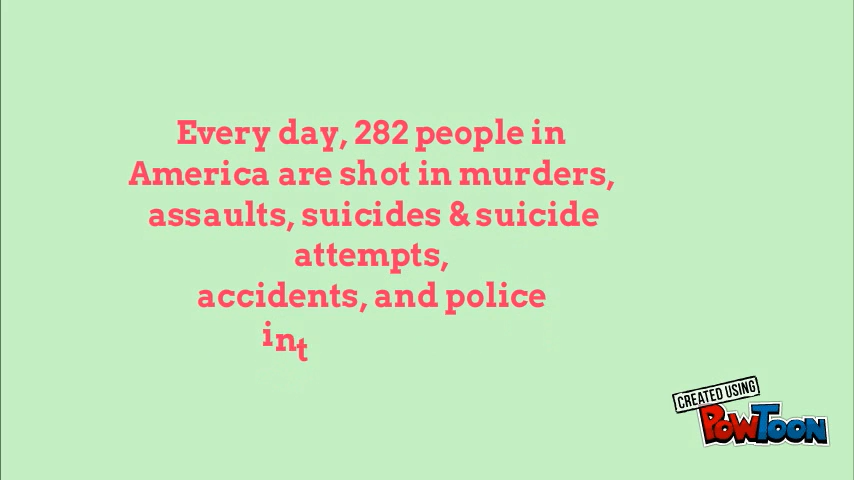 Every day, 282 people in
America are shot in murders,
assaults, suicides & suicide
attempts,
accidents, and police
int
CREATED USING
POWTOON